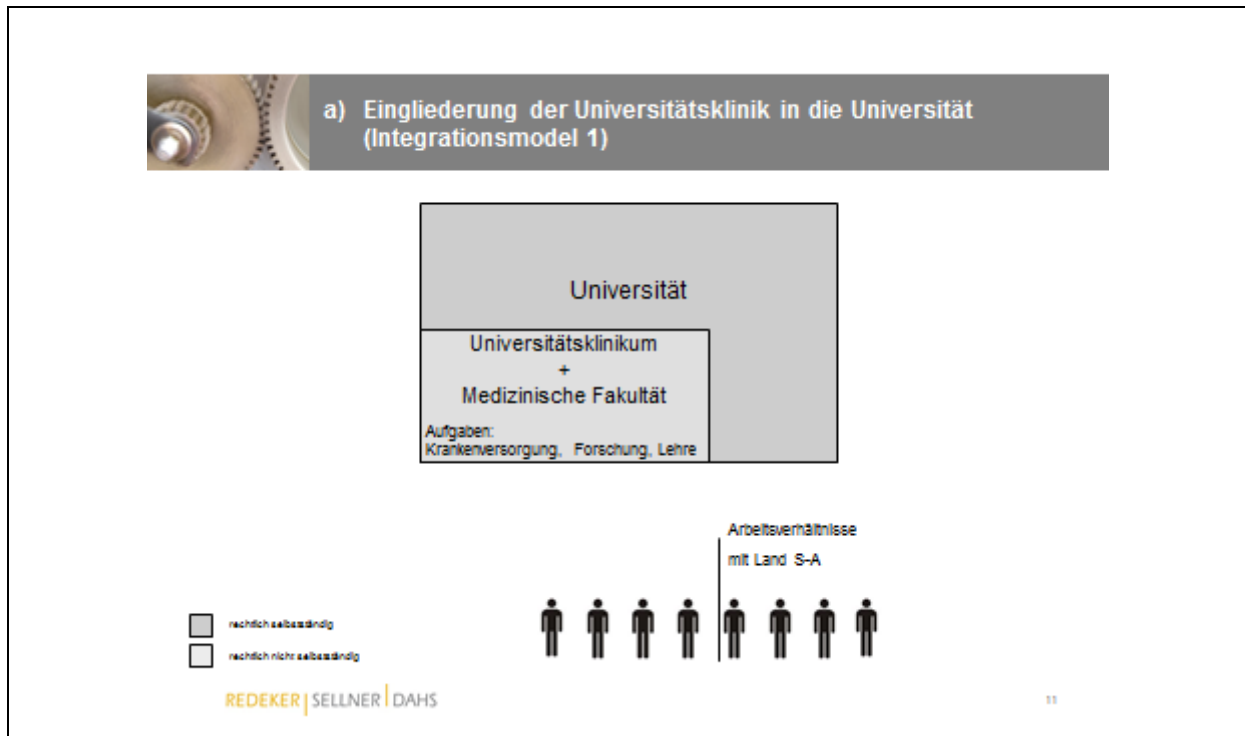 a) Eingliederung der Universitätsklinik in die Universität
(Integrationsmodel 1)
Universität
Universitätsklinikum
+
Medizinische Fakultät
Aufgaben:
Krankenversorgung, Forschung, Lehre
Arbeitsverhältnisse
mit Land S-A
rechtlich selbstständig
rechtlich nicht selbstständig
REDEKER | SELLNER | DAHS
11